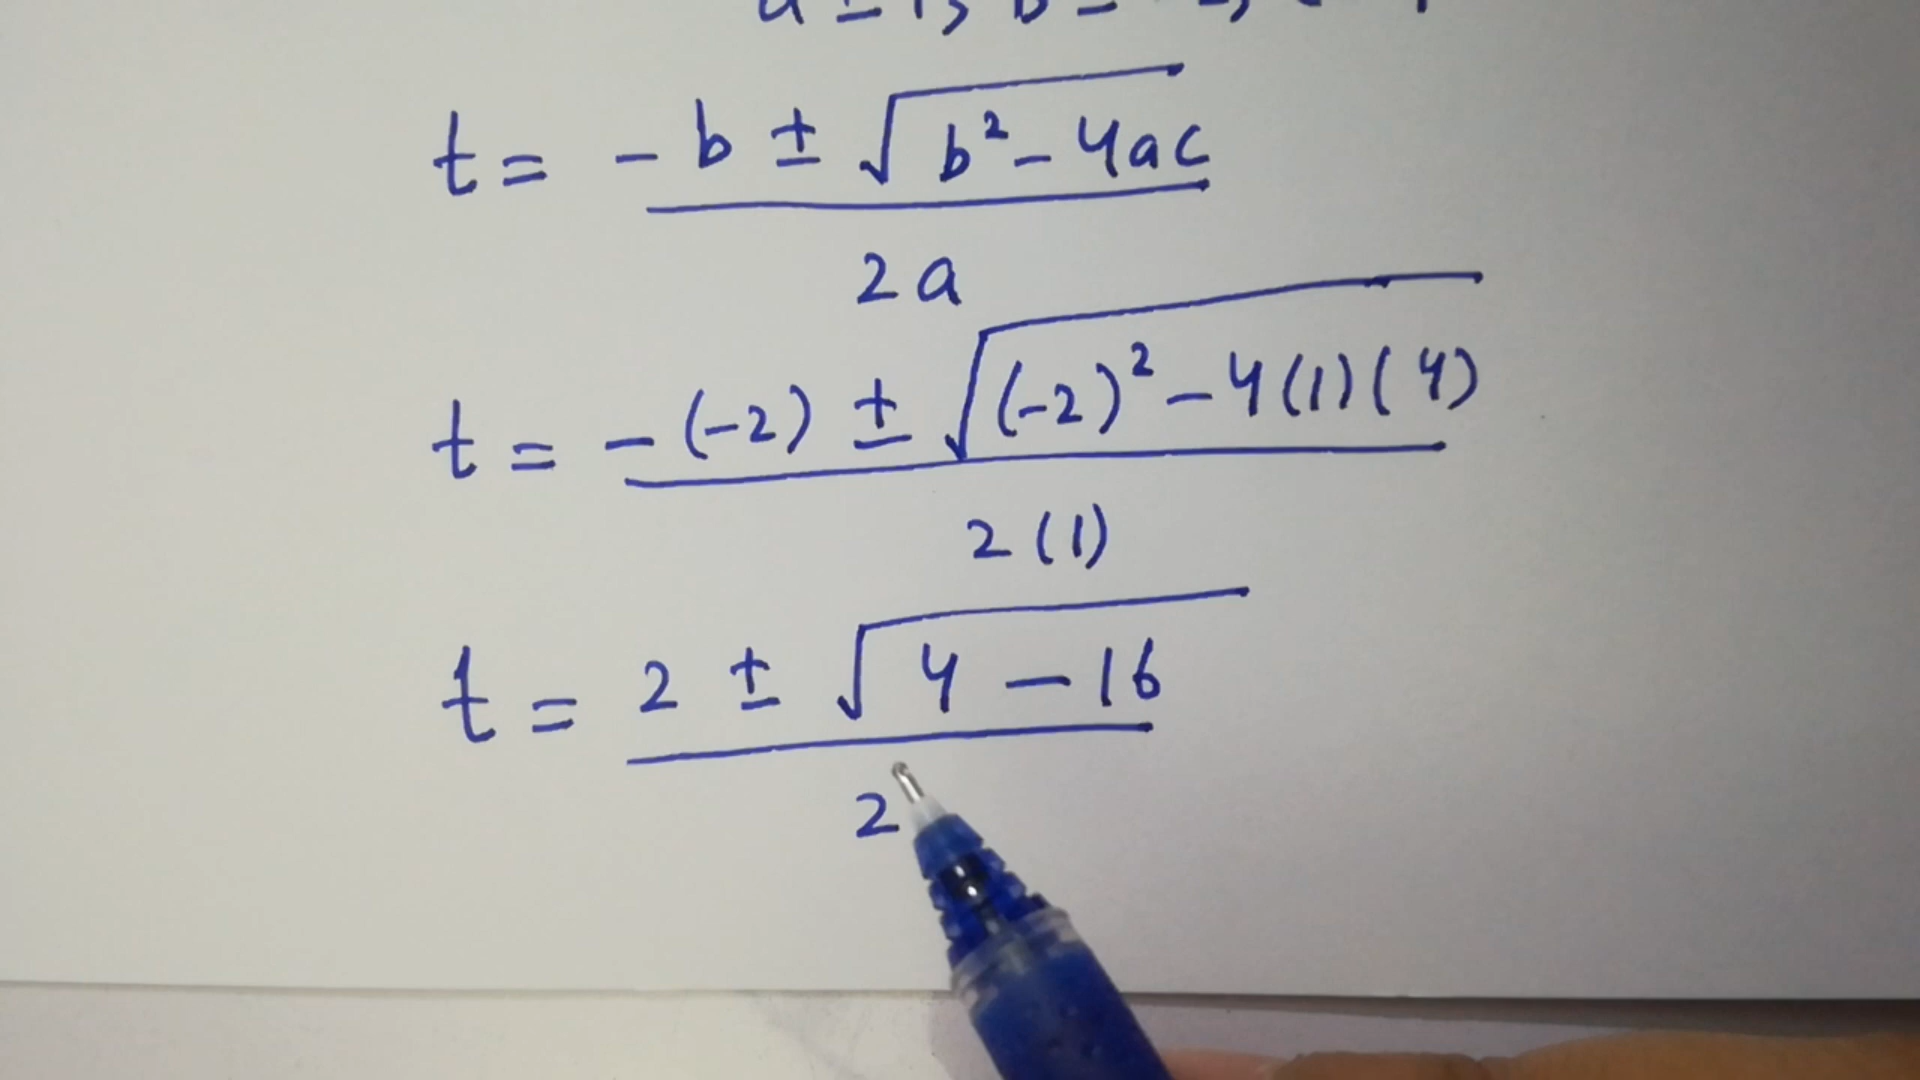 t = -b ± √(b² - 4ac) / 2a
t = -(-2) ± √((-2)² - 4(1)(4)) / 2(1)
t = 2 ± √(4 - 16) / 2